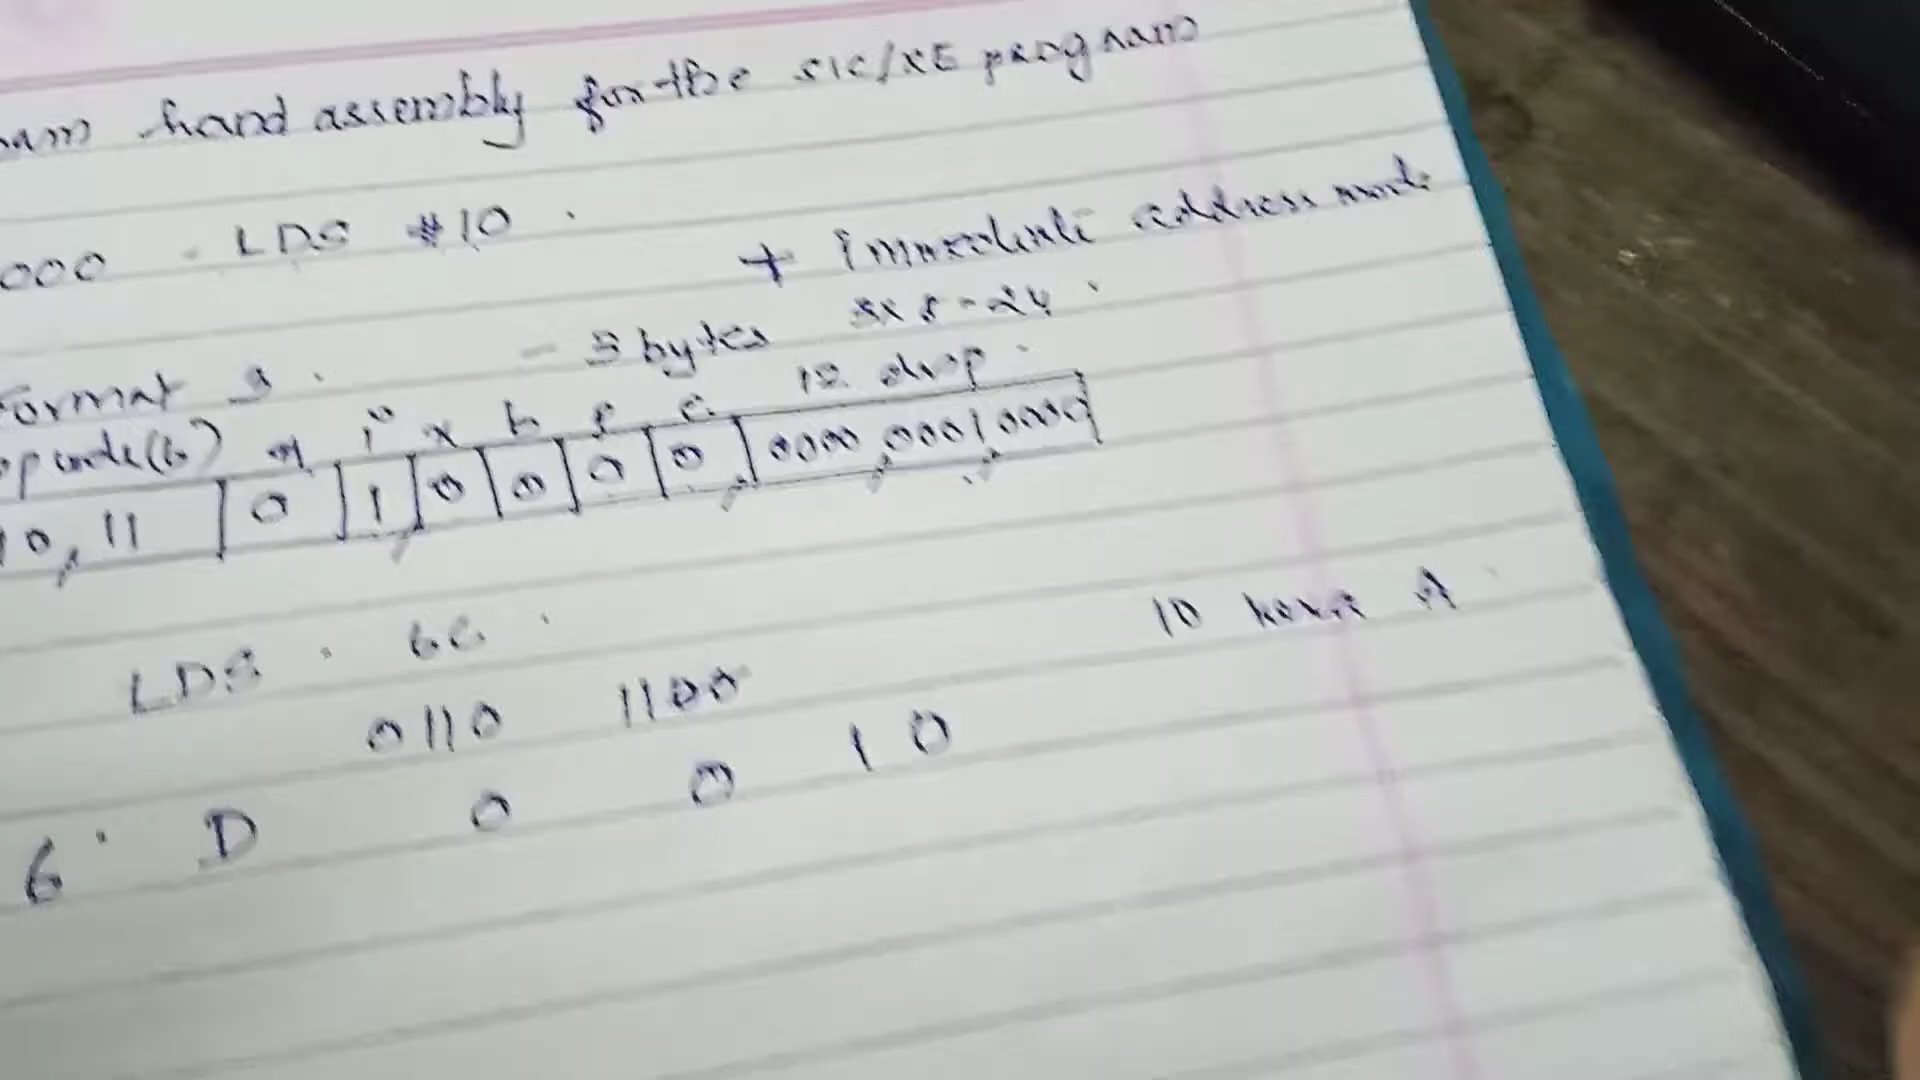 hand assembly for the SIC/XE program
000 LDS #10
+ immediate address mode
Format 3 - 3 bytes 3x8=24
opcode(6) n i x b p e 12 disp
10,11 0 1 0 0 0 0 0000 0001 0000
LDS 6C
0110 1100
10 hexa A
6 D 0 0 1 0